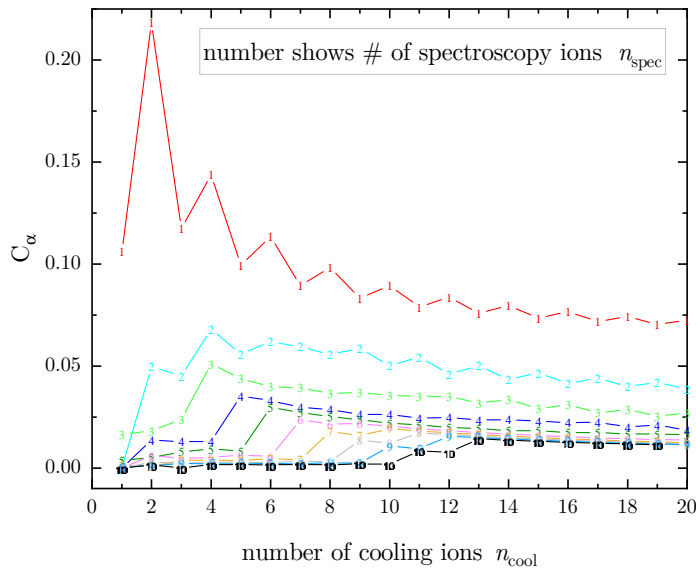 number shows # of spectroscopy ions n_spec
0.20
0.15
0.10
0.05
0.00
C_α
0 2 4 6 8 10 12 14 16 18 20
number of cooling ions n_cool